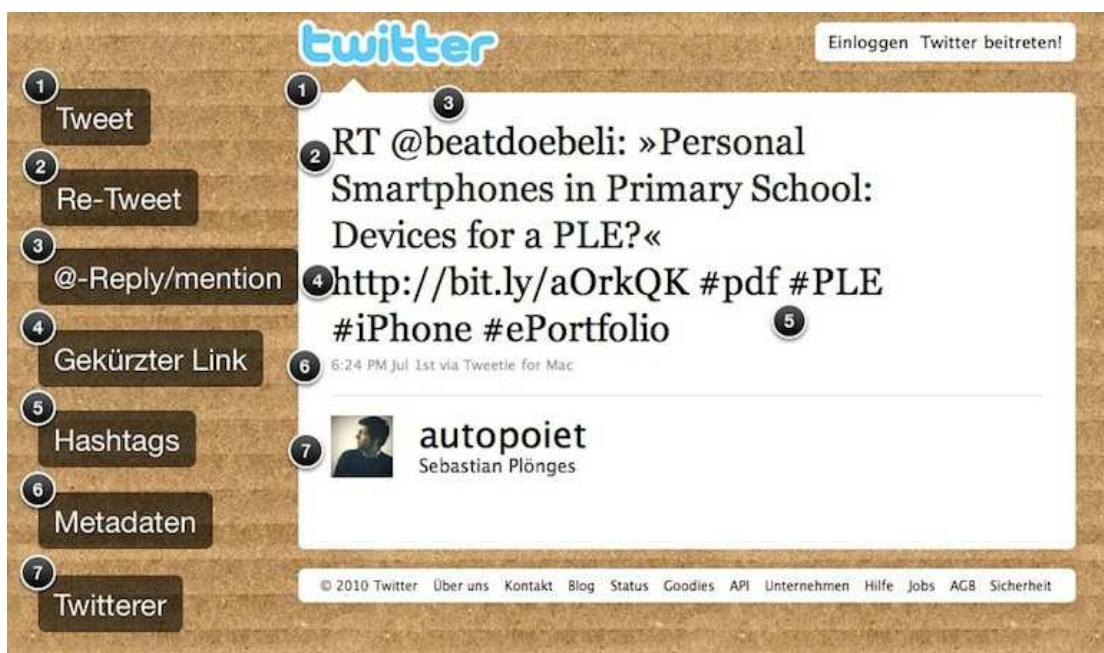 twitter
Einloggen Twitter beitreten!
1
Tweet
2
Re-Tweet
3
@-Reply/mention
4
Gekürzter Link
5
Hashtags
6
Metadaten
7
Twitterer
1
3
2
RT @beatdoebeli: »Personal
Smartphones in Primary School:
Devices for a PLE?«
4
http://bit.ly/aOrkQK #pdf #PLE
#iPhone #ePortfolio
5
6
6:24 PM Jul 1st via Tweetie for Mac
7
autopoiet
Sebastian Plönges
© 2010 Twitter Über uns Kontakt Blog Status Goodies API Unternehmen Hilfe Jobs AGB Sicherheit